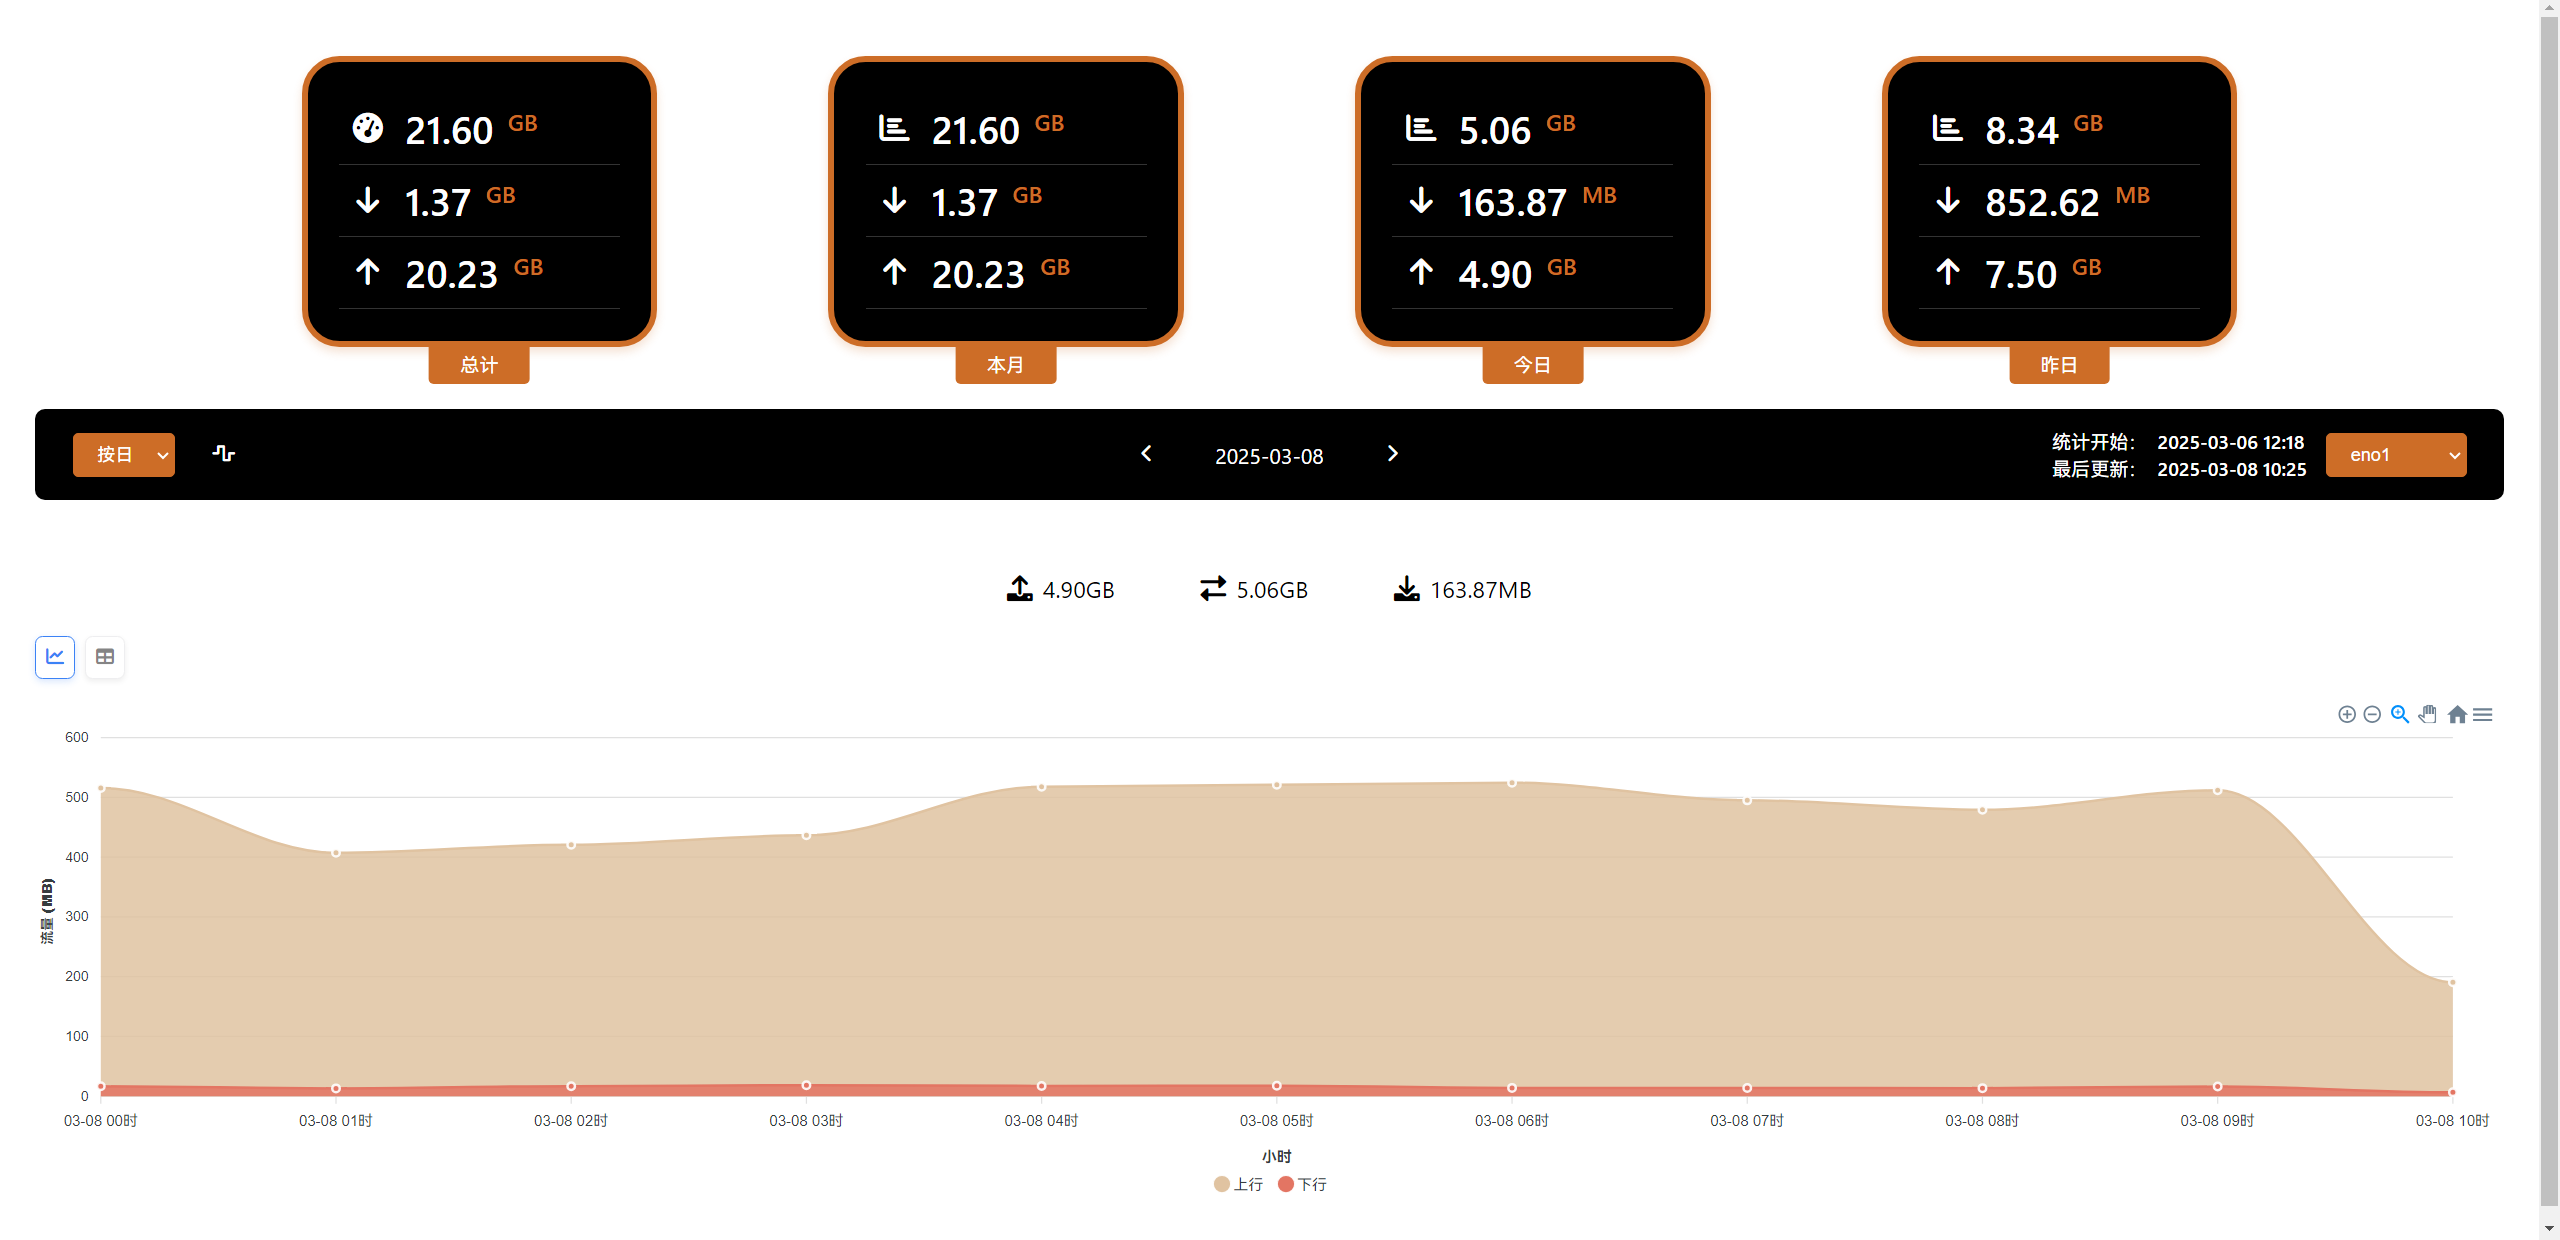 21.60 GB
1.37 GB
20.23 GB
总计
21.60 GB
1.37 GB
20.23 GB
本月
5.06 GB
163.87 MB
4.90 GB
今日
8.34 GB
852.62 MB
7.50 GB
昨日
按日
2025-03-08
统计开始： 2025-03-06 12:18
最后更新： 2025-03-08 10:25
eno1
4.90GB 5.06GB 163.87MB
流量 (MB)
600
500
400
300
200
100
0
03-08 00时 03-08 01时 03-08 02时 03-08 03时 03-08 04时 03-08 05时 03-08 06时 03-08 07时 03-08 08时 03-08 09时 03-08 10时
小时
上行 下行